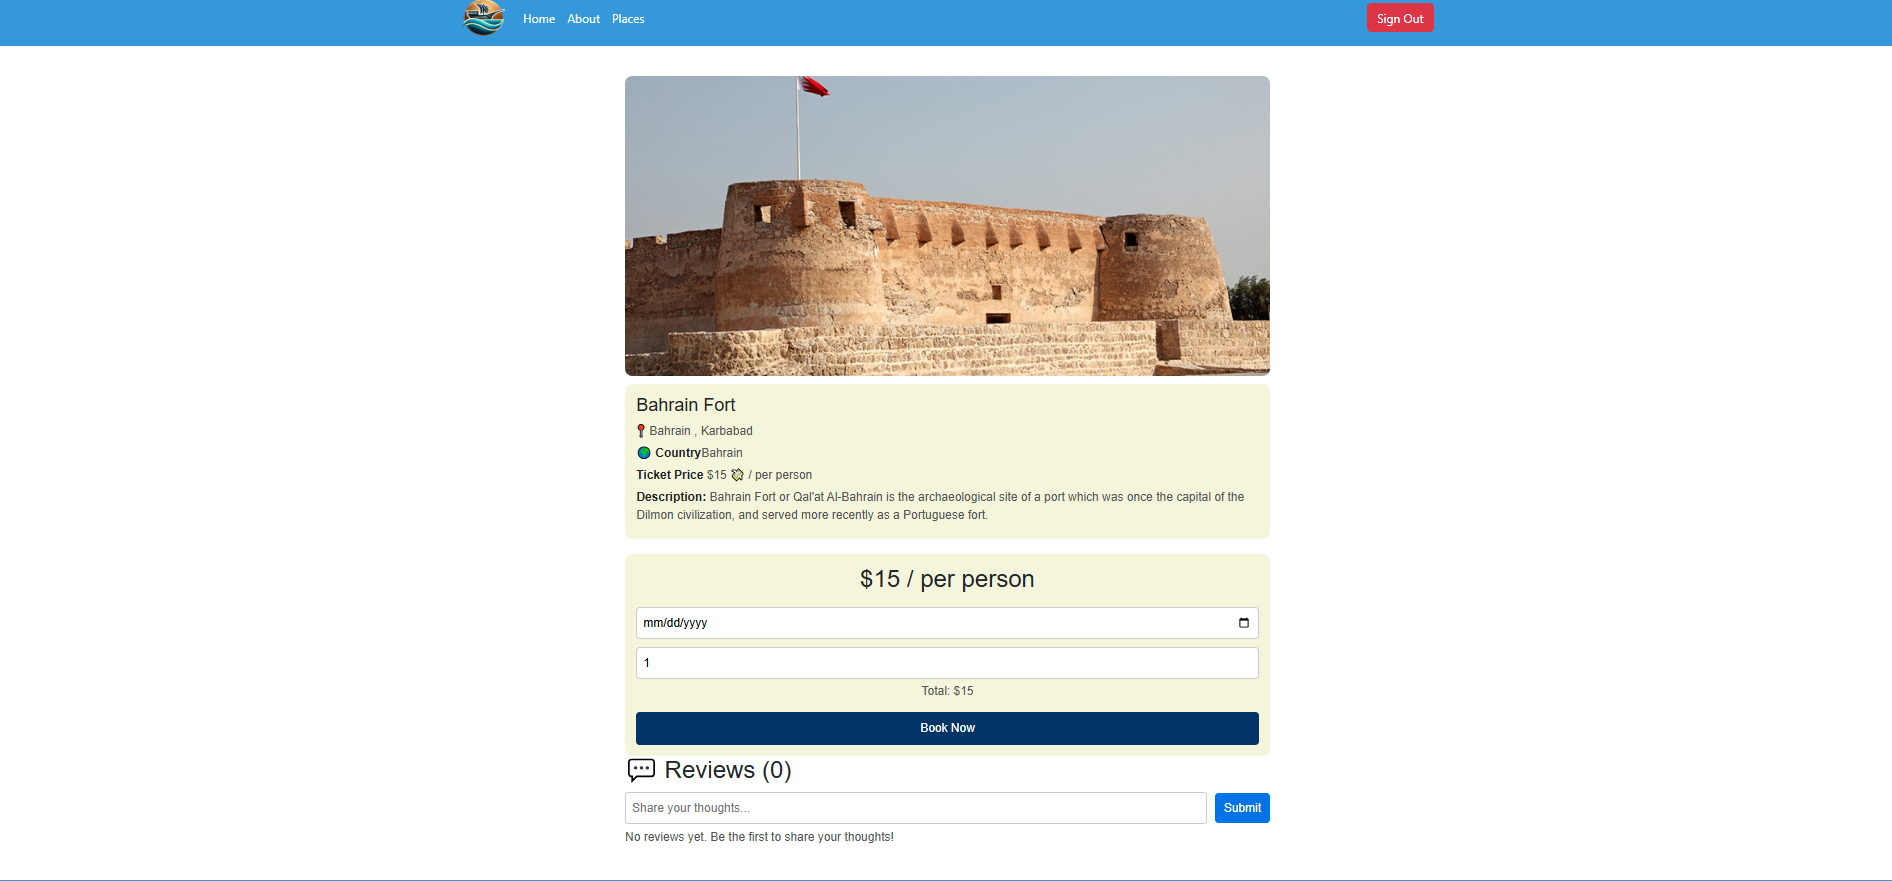 Home About Places Sign Out
Bahrain Fort
Bahrain , Karbabad
CountryBahrain
Ticket Price $15 💸 / per person
Description: Bahrain Fort or Qal'at Al-Bahrain is the archaeological site of a port which was once the capital of the
Dilmon civilization, and served more recently as a Portuguese fort.
$15 / per person
mm/dd/yyyy
1
Total: $15
Book Now
Reviews (0)
Share your thoughts...
Submit
No reviews yet. Be the first to share your thoughts!